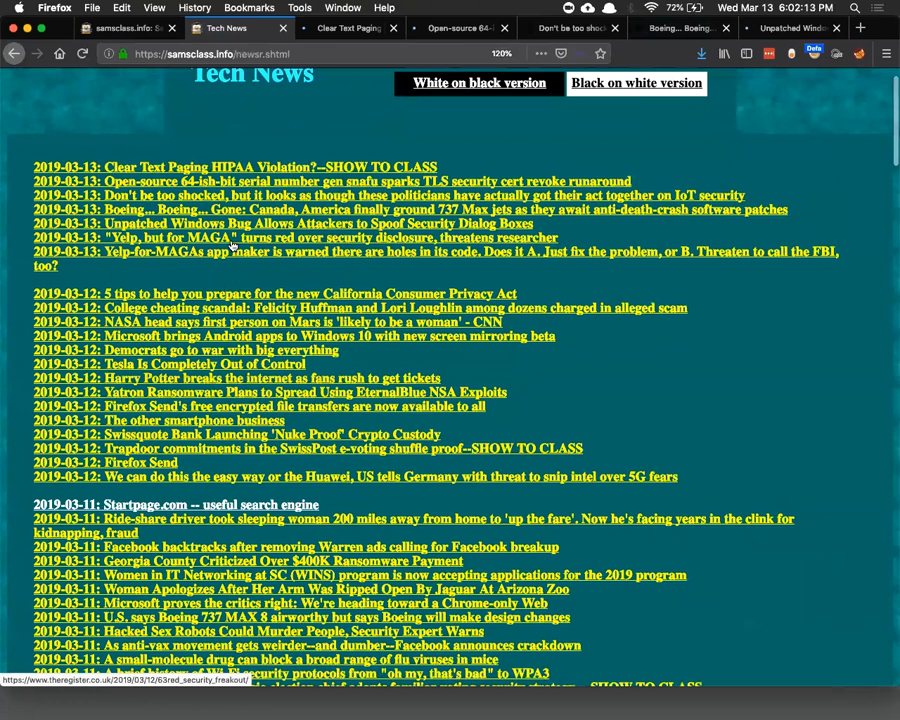 Firefox File Edit View History Bookmarks Tools Window Help 72% Wed Mar 13 6:02:13 PM
samsclass.info: Sa Tech News Clear Text Paging Open-source 64-i Don't be too shock Boeing... Boeing... Unpatched Windo
https://samsclass.info/newsr.shtml 120% Defa
Tech News
White on black version Black on white version
2019-03-13: Clear Text Paging HIPAA Violation?--SHOW TO CLASS
2019-03-13: Open-source 64-ish-bit serial number gen snafu sparks TLS security cert revoke runaround
2019-03-13: Don't be too shocked, but it looks as though these politicians have actually got their act together on IoT security
2019-03-13: Boeing... Boeing... Gone: Canada, America finally ground 737 Max jets as they await anti-death-crash software patches
2019-03-13: Unpatched Windows Bug Allows Attackers to Spoof Security Dialog Boxes
2019-03-13: "Yelp, but for MAGA" turns red over security disclosure, threatens researcher
2019-03-13: Yelp-for-MAGAs app maker is warned there are holes in its code. Does it A. Just fix the problem, or B. Threaten to call the FBI,
too?
2019-03-12: 5 tips to help you prepare for the new California Consumer Privacy Act
2019-03-12: College cheating scandal: Felicity Huffman and Lori Loughlin among dozens charged in alleged scam
2019-03-12: NASA head says first person on Mars is 'likely to be a woman' - CNN
2019-03-12: Microsoft brings Android apps to Windows 10 with new screen mirroring beta
2019-03-12: Democrats go to war with big everything
2019-03-12: Tesla Is Completely Out of Control
2019-03-12: Harry Potter breaks the internet as fans rush to get tickets
2019-03-12: Yatron Ransomware Plans to Spread Using EternalBlue NSA Exploits
2019-03-12: Firefox Send's free encrypted file transfers are now available to all
2019-03-12: The other smartphone business
2019-03-12: Swissquote Bank Launching 'Nuke Proof' Crypto Custody
2019-03-12: Trapdoor commitments in the SwissPost e-voting shuffle proof--SHOW TO CLASS
2019-03-12: Firefox Send
2019-03-12: We can do this the easy way or the Huawei, US tells Germany with threat to snip intel over 5G fears
2019-03-11: Startpage.com -- useful search engine
2019-03-11: Ride-share driver took sleeping woman 200 miles away from home to 'up the fare'. Now he's facing years in the clink for
kidnapping, fraud
2019-03-11: Facebook backtracks after removing Warren ads calling for Facebook breakup
2019-03-11: Georgia County Criticized Over $400K Ransomware Payment
2019-03-11: Women in IT Networking at SC (WINS) program is now accepting applications for the 2019 program
2019-03-11: Woman Apologizes After Her Arm Was Ripped Open By Jaguar At Arizona Zoo
2019-03-11: Microsoft proves the critics right: We're heading toward a Chrome-only Web
2019-03-11: U.S. says Boeing 737 MAX 8 airworthy but says Boeing will make design changes
2019-03-11: Hacked Sex Robots Could Murder People, Security Expert Warns
2019-03-11: As anti-vax movement gets weirder--and dumber--Facebook announces crackdown
2019-03-11: A small-molecule drug can block a broad range of flu viruses in mice
2019-03-11: A brief history of Wi-Fi security protocols from "oh my, that's bad" to WPA3
https://www.theregister.co.uk/2019/03/12/63red_security_freakout/